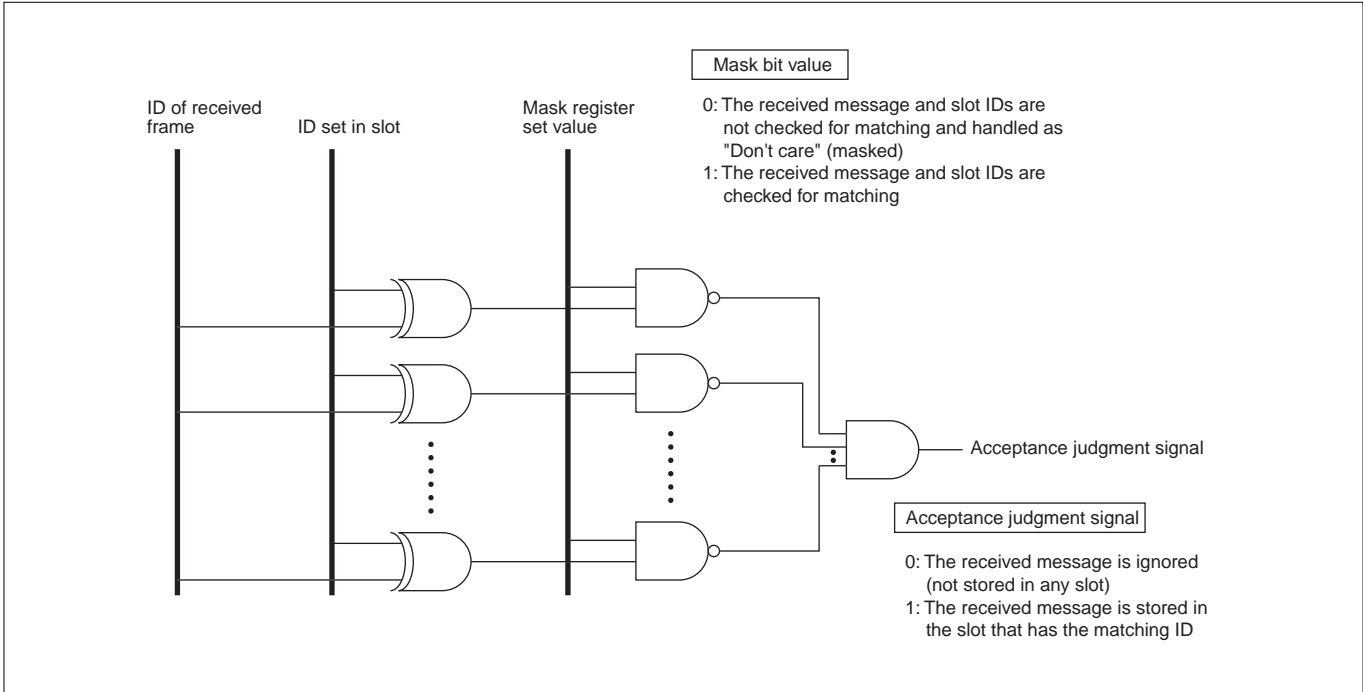 Mask bit value
0: The received message and slot IDs are
not checked for matching and handled as
"Don't care" (masked)
1: The received message and slot IDs are
checked for matching
ID of received
frame
ID set in slot
Mask register
set value
Acceptance judgment signal
Acceptance judgment signal
0: The received message is ignored
(not stored in any slot)
1: The received message is stored in
the slot that has the matching ID